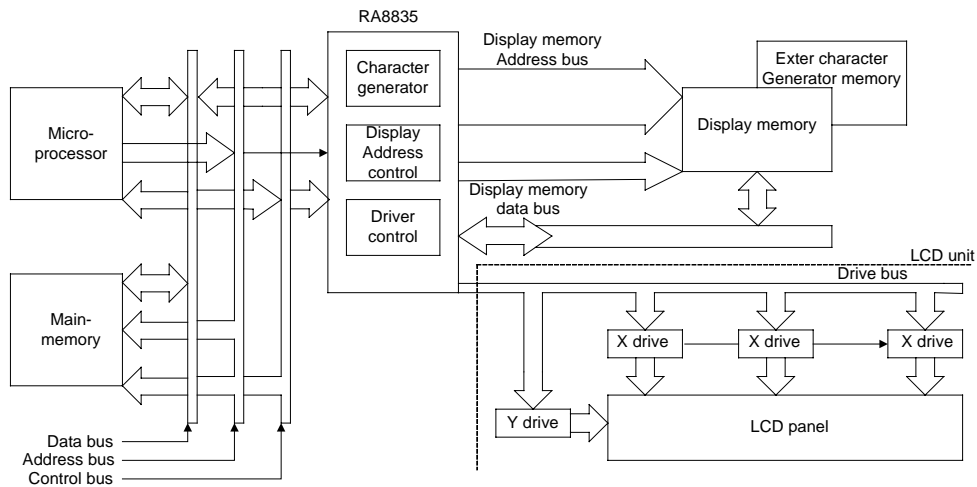 RA8835
Character
generator
Display
Address
control
Driver
control
Micro-
processor
Main-
memory
Data bus
Address bus
Control bus
Display memory
Address bus
Display memory
data bus
Exter character
Generator memory
Display memory
LCD unit
Drive bus
X drive
X drive
X drive
Y drive
LCD panel